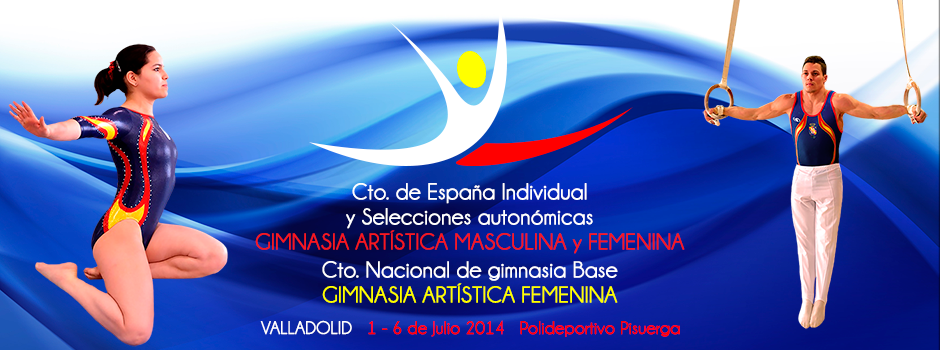 Cto. de España Individual
y Selecciones autonómicas
GIMNASIA ARTÍSTICA MASCULINA y FEMENINA
Cto. Nacional de gimnasia Base
GIMNASIA ARTÍSTICA FEMENINA
VALLADOLID 1 - 6 de Julio 2014 Polideportivo Pisuerga